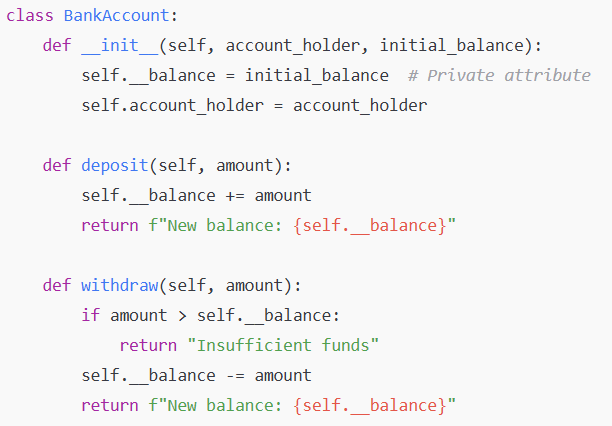 class BankAccount:
    def __init__(self, account_holder, initial_balance):
        self.__balance = initial_balance  # Private attribute
        self.account_holder = account_holder

    def deposit(self, amount):
        self.__balance += amount
        return f"New balance: {self.__balance}"

    def withdraw(self, amount):
        if amount > self.__balance:
            return "Insufficient funds"
        self.__balance -= amount
        return f"New balance: {self.__balance}"